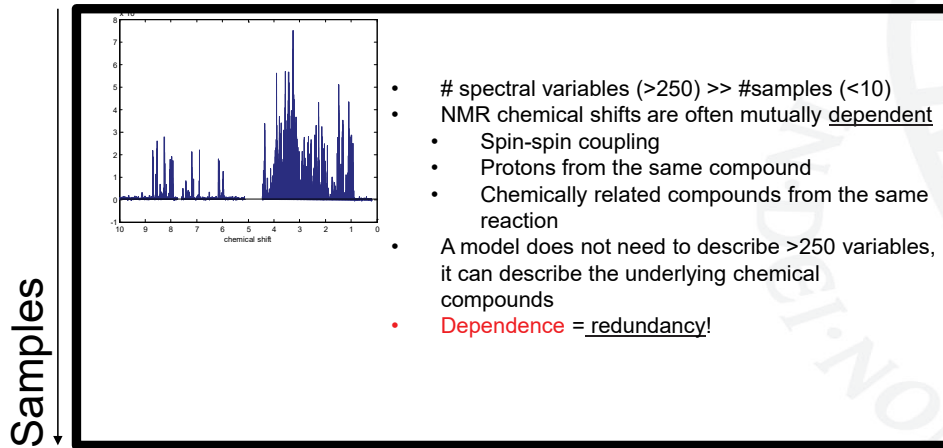 8
7
6
5
4
3
2
1
0
-1
10 9 8 7 6 5 4 3 2 1 0
chemical shift
• # spectral variables (>250) >> #samples (<10)
• NMR chemical shifts are often mutually dependent
• Spin-spin coupling
• Protons from the same compound
• Chemically related compounds from the same
reaction
• A model does not need to describe >250 variables,
it can describe the underlying chemical
compounds
• Dependence = redundancy!
Samples
IN·DEI·NO